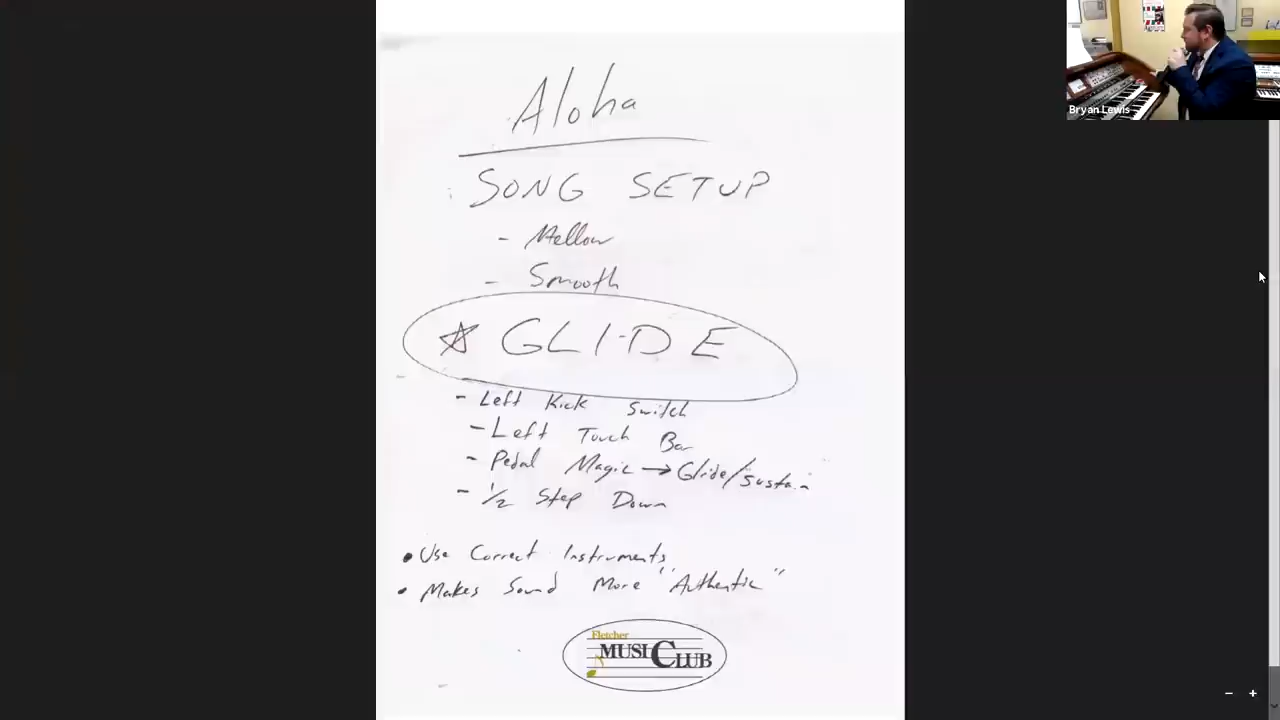 Bryan Lewis
Aloha
SONG SETUP
- Mellow
- Smooth
☆ GLIDE
- Left Kick Switch
- Left Touch Bar
- Pedal Magic → Glide/Sustain
- 1/2 Step Down
• Use Correct Instruments
• Makes Sound More "Authentic"
Fletcher
MUSIC CLUB